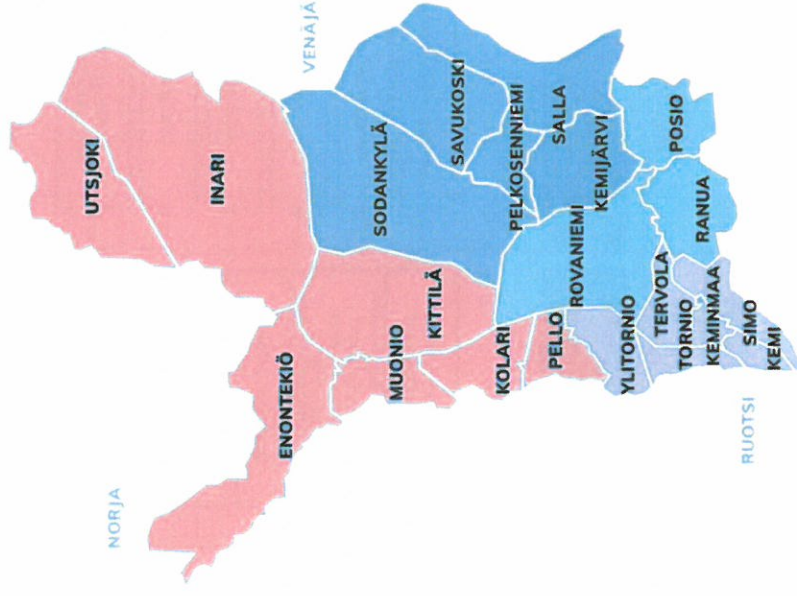 NORJA
UTSJOKI
INARI
VENÄJÄ
ENONTEKIÖ
SODANKYLÄ
KITTILÄ
MUONIO
SAVUKOSKI
PELKOSENNIEMI
SALLA
KOLARI
KEMIJÄRVI
PELLO
ROVANIEMI
POSIO
YLITORNIO
RANUA
TERVOLA
TORNIO
KEMINMAA
SIMO
KEMI
RUOTSI